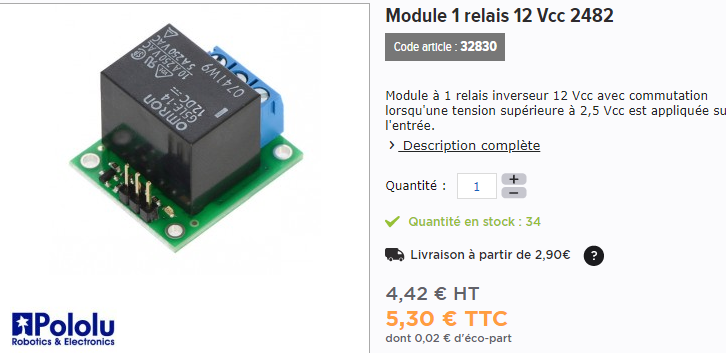 Module 1 relais 12 Vcc 2482
Code article : 32830
Module à 1 relais inverseur 12 Vcc avec commutation
lorsqu'une tension supérieure à 2,5 Vcc est appliquée su
l'entrée.
> Description complète
Quantité : 1 + −
Quantité en stock : 34
Livraison à partir de 2,90€ ?
4,42 € HT
5,30 € TTC
dont 0,02 € d'éco-part
0741W9
10A250VAC
5A250VAC
12DC
G5LE-14
omron
Pololu
Robotics & Electronics